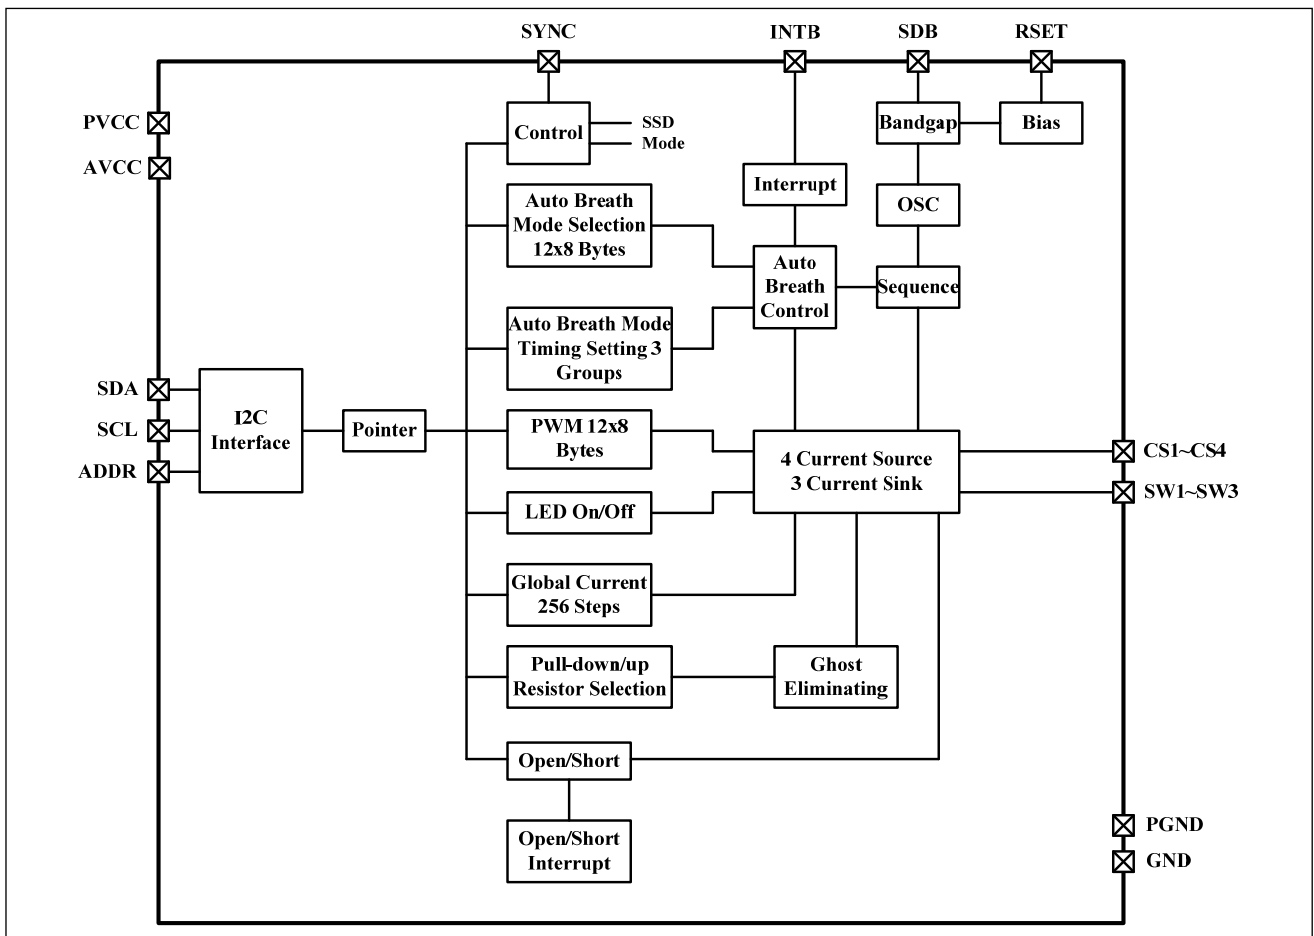 SYNC
INTB
SDB
RSET
PVCC
AVCC
Control
SSD
Mode
Bandgap
Bias
Interrupt
OSC
Auto Breath
Mode Selection
12x8 Bytes
Auto
Breath
Control
Sequence
Auto Breath Mode
Timing Setting 3
Groups
SDA
SCL
ADDR
I2C
Interface
Pointer
PWM 12x8
Bytes
4 Current Source
3 Current Sink
CS1~CS4
SW1~SW3
LED On/Off
Global Current
256 Steps
Pull-down/up
Resistor Selection
Ghost
Eliminating
Open/Short
Open/Short
Interrupt
PGND
GND